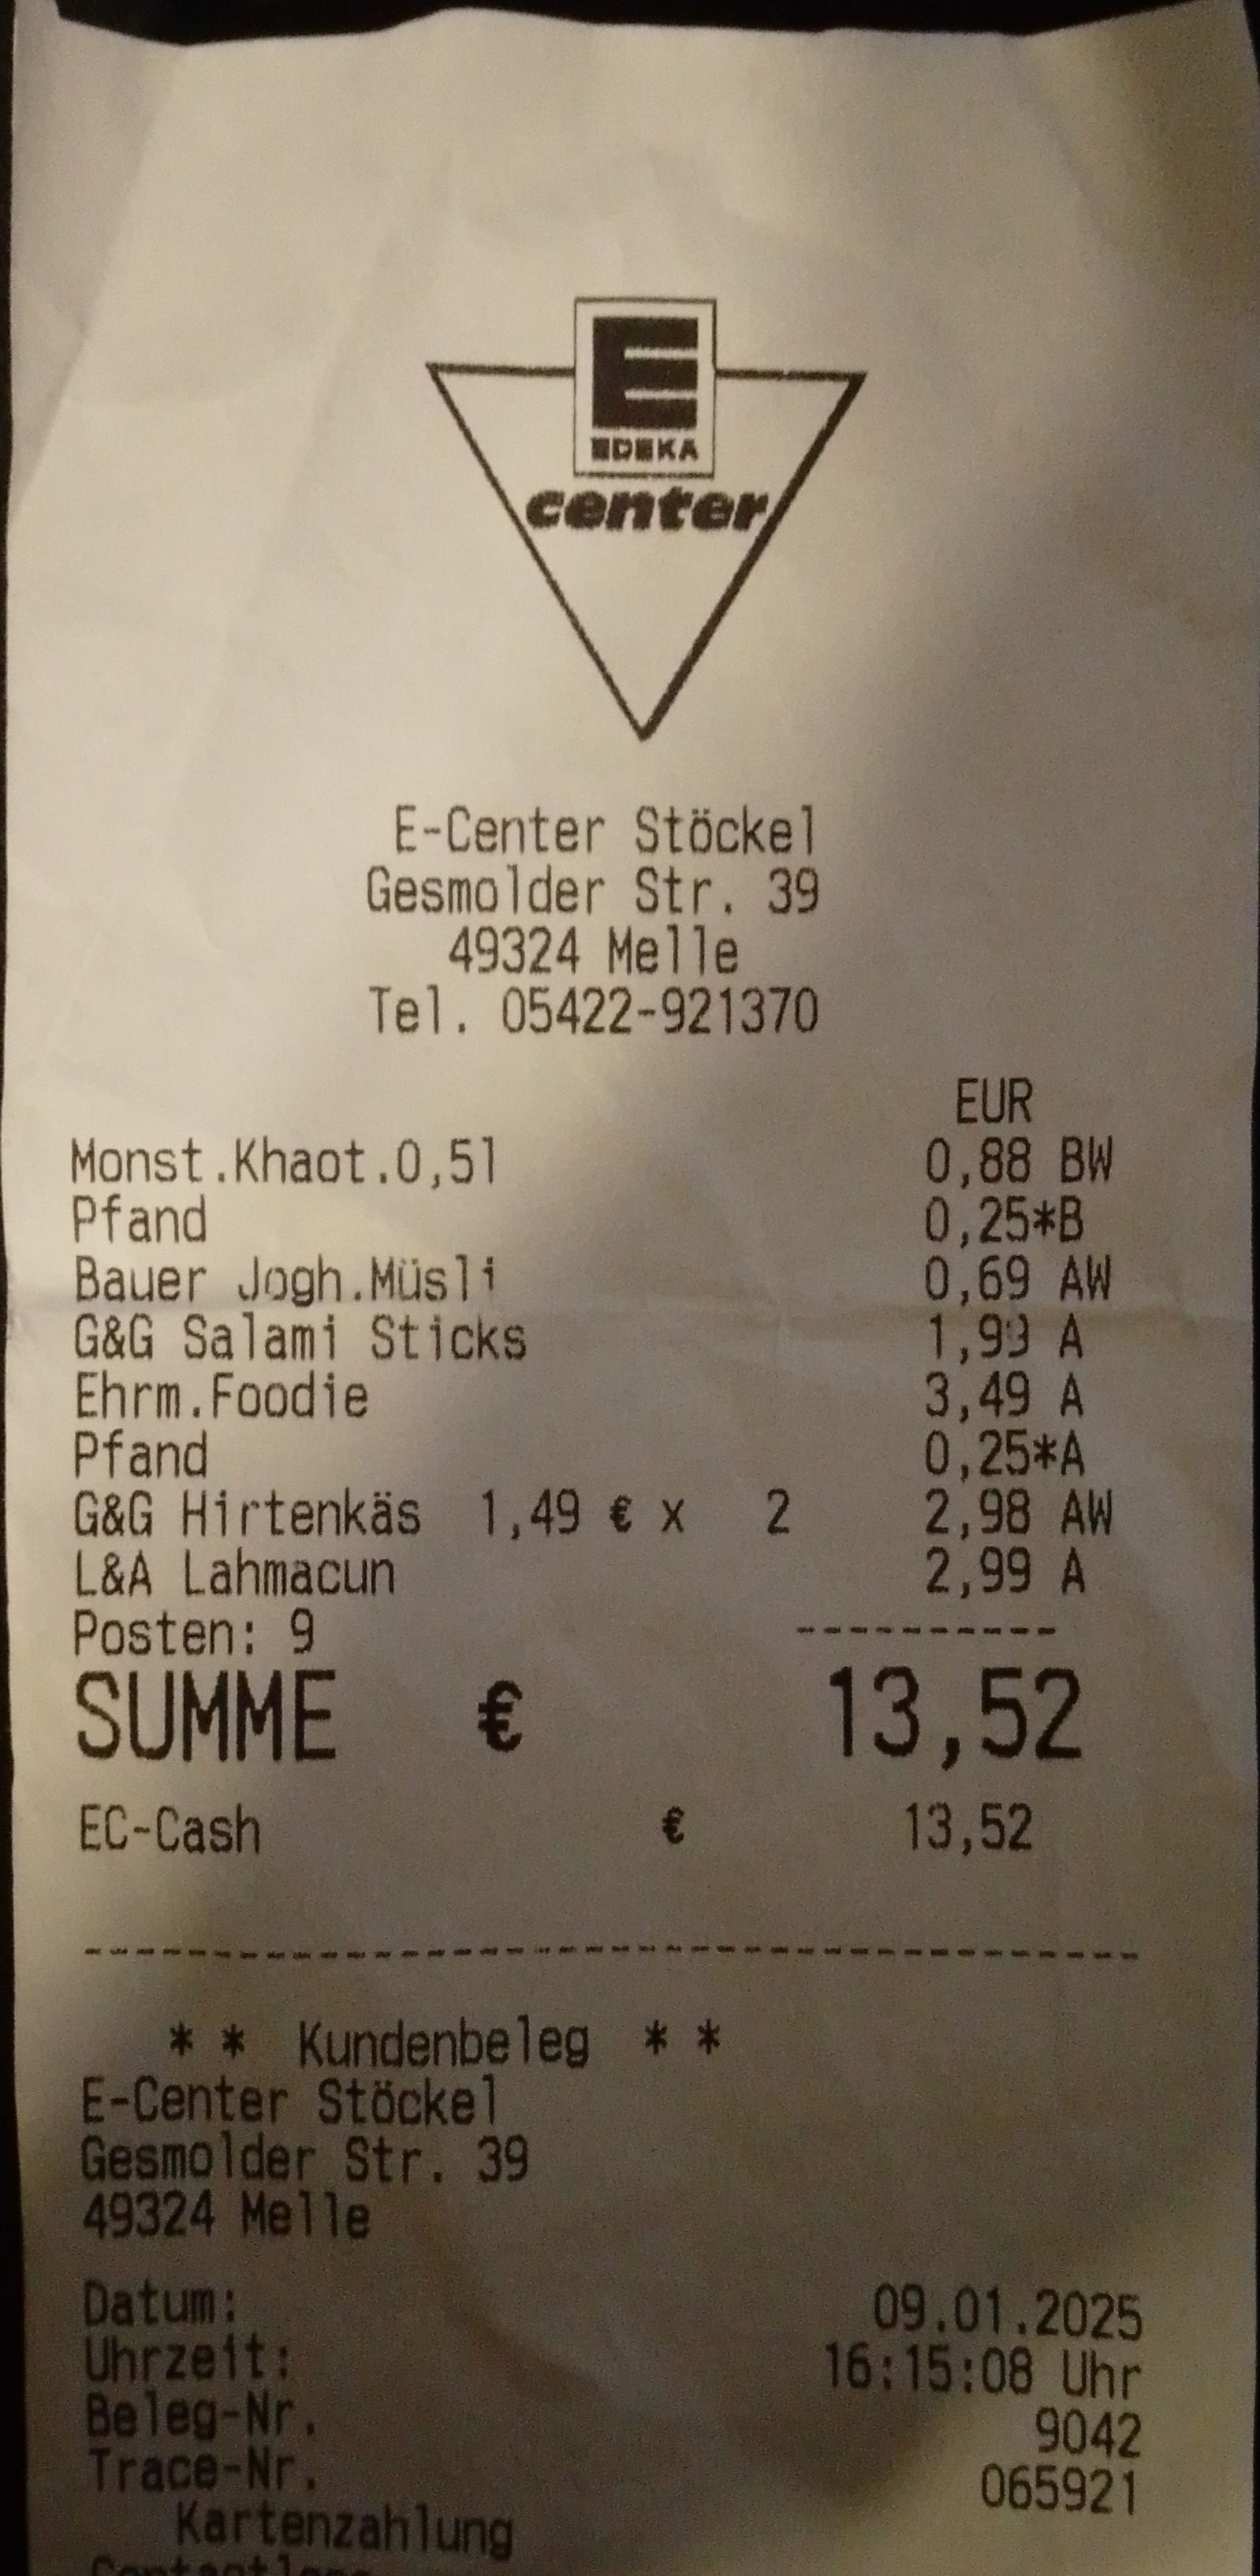 E
EDEKA
center
E-Center Stöckel
Gesmolder Str. 39
49324 Melle
Tel. 05422-921370
EUR
Monst.Khaot.0,5l 0,88 BW
Pfand 0,25*B
Bauer Jogh.Müsli 0,69 AW
G&G Salami Sticks 1,99 A
Ehrm.Foodie 3,49 A
Pfand 0,25*A
G&G Hirtenkäs 1,49 € x 2 2,98 AW
L&A Lahmacun 2,99 A
Posten: 9 ----------
SUMME € 13,52
EC-Cash € 13,52
----------------------------------------
* * Kundenbeleg * *
E-Center Stöckel
Gesmolder Str. 39
49324 Melle
Datum: 09.01.2025
Uhrzeit: 16:15:08 Uhr
Beleg-Nr. 9042
Trace-Nr. 065921
Kartenzahlung